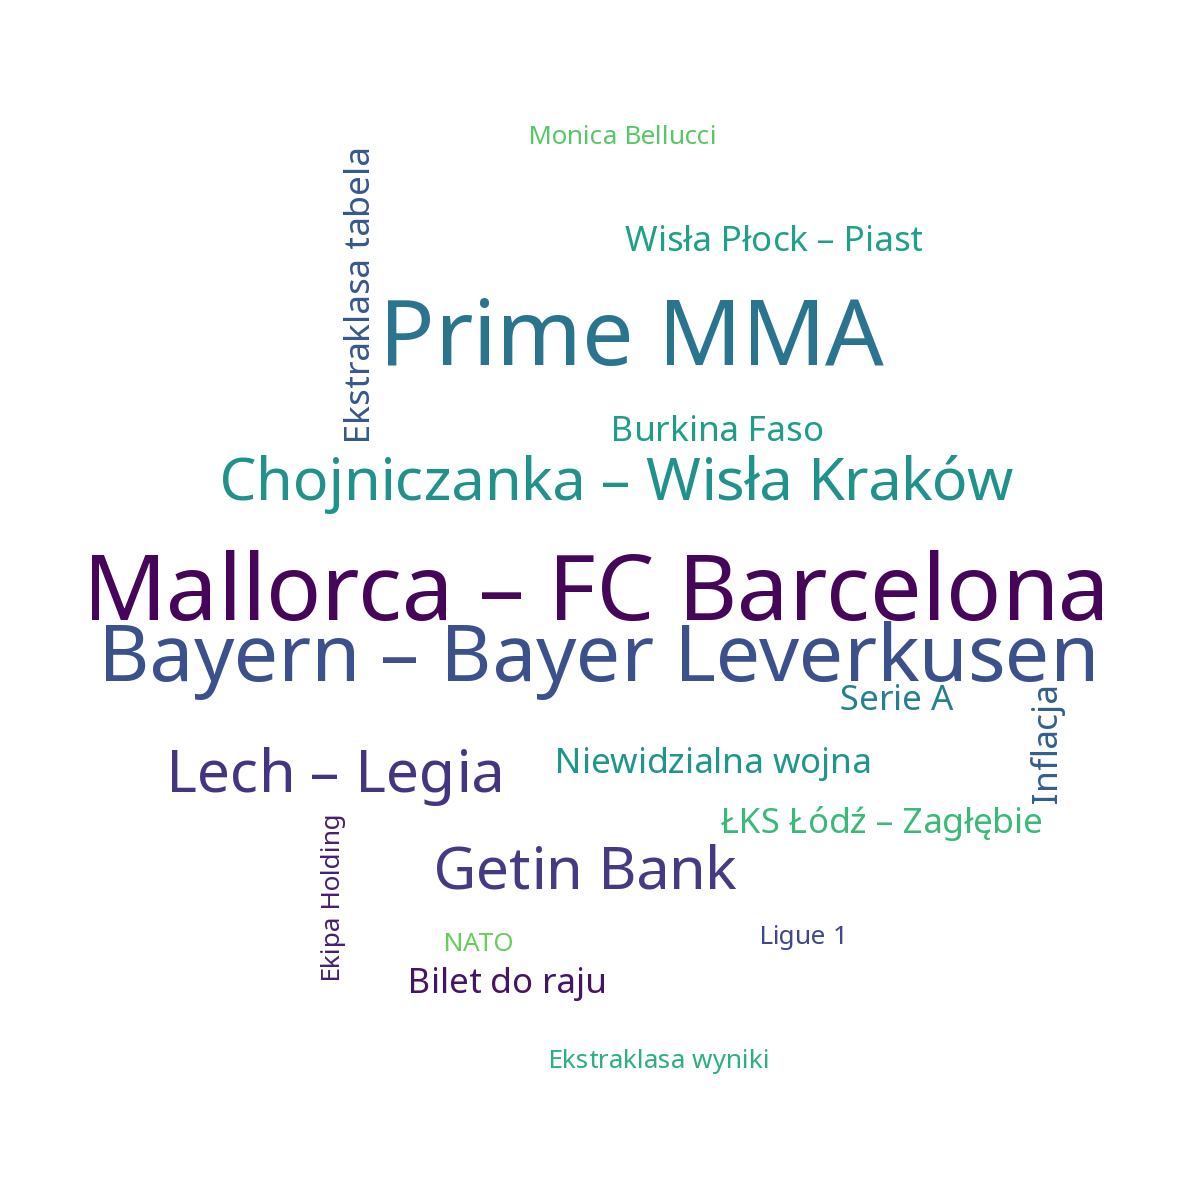 Monica Bellucci
Ekstraklasa tabela
Wisła Płock – Piast
Prime MMA
Burkina Faso
Chojniczanka – Wisła Kraków
Mallorca – FC Barcelona
Bayern – Bayer Leverkusen
Serie A
Inflacja
Lech – Legia
Niewidzialna wojna
ŁKS Łódź – Zagłębie
Ekipa Holding
Getin Bank
NATO
Ligue 1
Bilet do raju
Ekstraklasa wyniki